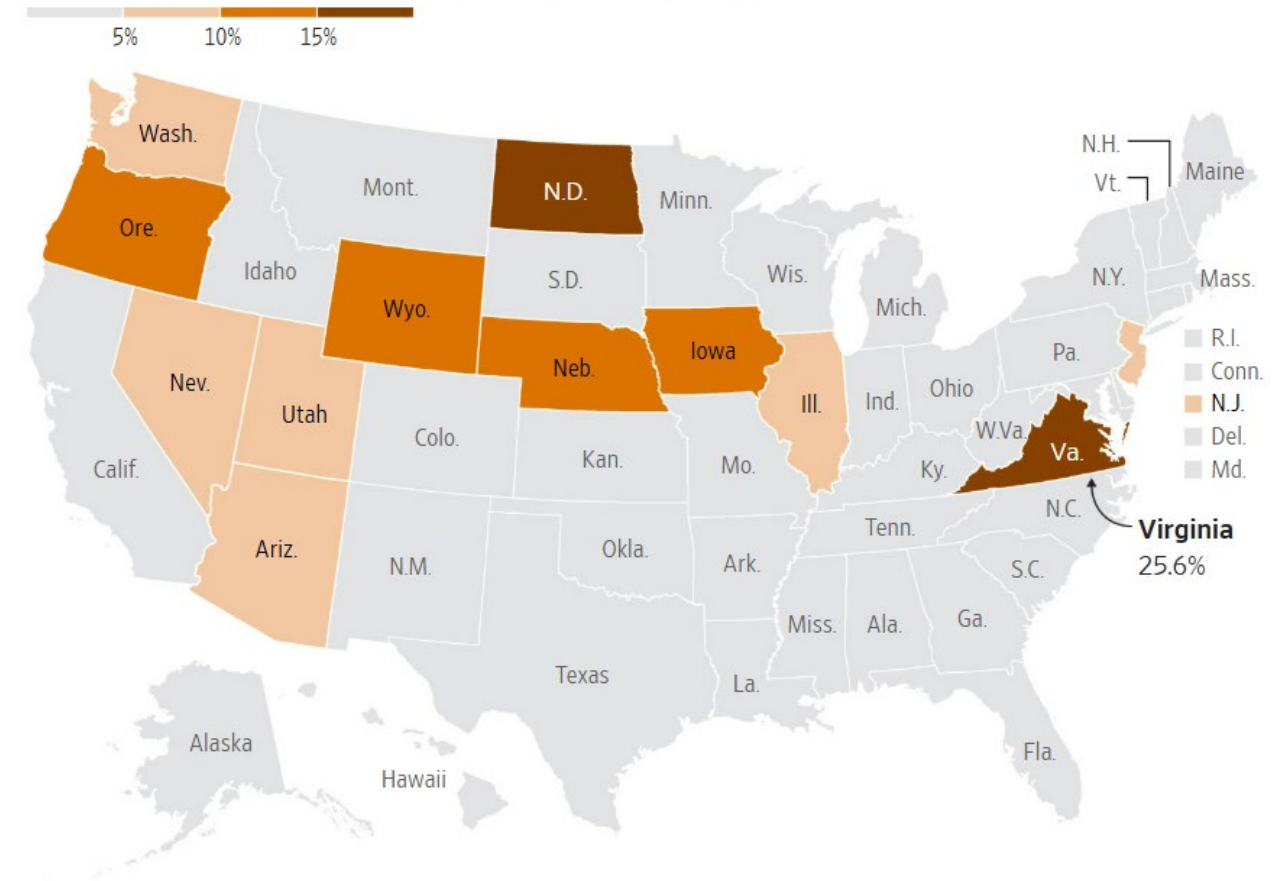 5%
10%
15%
Wash.
Mont.
N.D.
Minn.
N.H.
Vt.
Maine
Ore.
Idaho
S.D.
Wis.
Mich.
N.Y.
Mass.
Wyo.
Iowa
Neb.
Nev.
Utah
Colo.
Kan.
Mo.
Ill.
Ind.
Ohio
Pa.
W.Va.
Va.
Ky.
R.I.
Conn.
N.J.
Del.
Md.
Calif.
Ariz.
N.M.
Okla.
Ark.
Tenn.
N.C.
Virginia
25.6%
S.C.
Miss.
Ala.
Ga.
Texas
La.
Fla.
Alaska
Hawaii